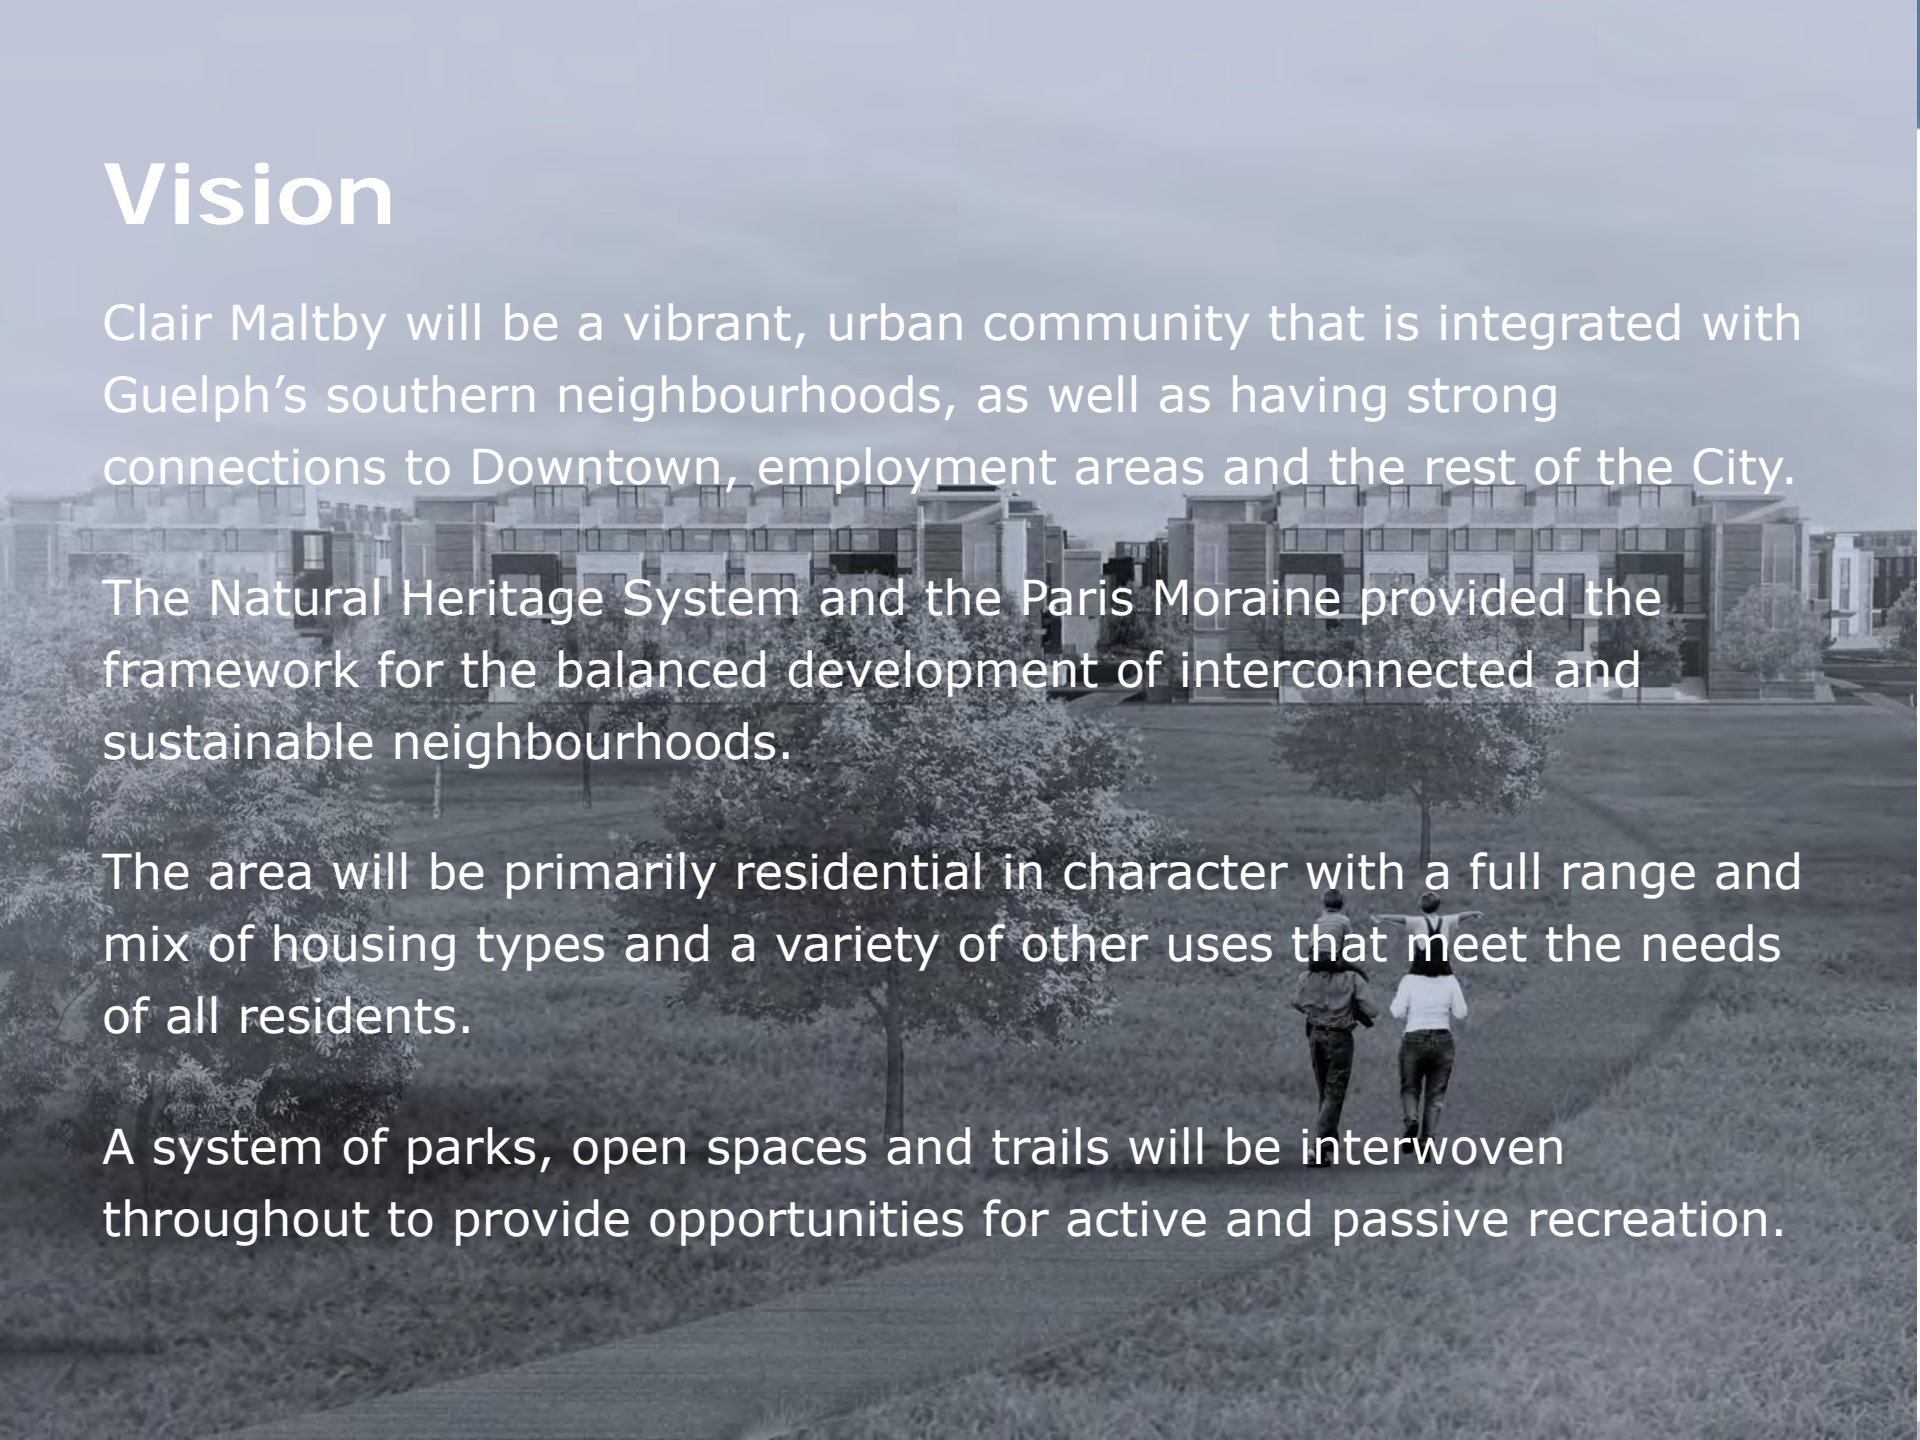 Vision
Clair Maltby will be a vibrant, urban community that is integrated with
Guelph’s southern neighbourhoods, as well as having strong
connections to Downtown, employment areas and the rest of the City.
The Natural Heritage System and the Paris Moraine provided the
framework for the balanced development of interconnected and
sustainable neighbourhoods.
The area will be primarily residential in character with a full range and
mix of housing types and a variety of other uses that meet the needs
of all residents.
A system of parks, open spaces and trails will be interwoven
throughout to provide opportunities for active and passive recreation.